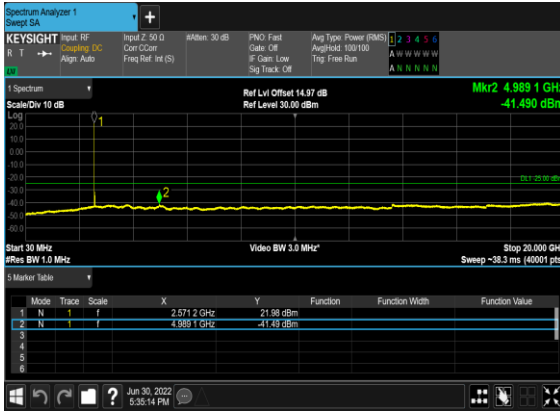 Spectrum Analyzer 1
Swept SA
+
KEYSIGHT Input: RF Input Z: 50 Ω #Atten: 30 dB PNO: Fast Avg Type: Power (RMS) 1 2 3 4 5 6
R T Coupling: DC Corr CCorr Gate: Off Avg|Hold: 100/100 A W W W W W
Align: Auto Freq Ref: Int (S) IF Gain: Low Trig: Free Run
Sig Track: Off A N N N N N
1 Spectrum Ref Lvl Offset 14.97 dB Mkr2 4.989 1 GHz
Scale/Div 10 dB Ref Level 30.00 dBm -41.490 dBm
Log
20.0
10.0
0.00
-10.0
-20.0
-30.0
-40.0
-50.0
-60.0
1
2
Start 30 MHz Video BW 3.0 MHz* Stop 20.000 GH
#Res BW 1.0 MHz Sweep ~38.3 ms (40001 pts
5 Marker Table
Mode Trace Scale X Y Function Function Width Function Value
1 N 1 f 2.571 2 GHz 21.98 dBm
2 N 1 f 4.989 1 GHz -41.49 dBm
3
4
5
6
? Jun 30, 2022
5:35:14 PM